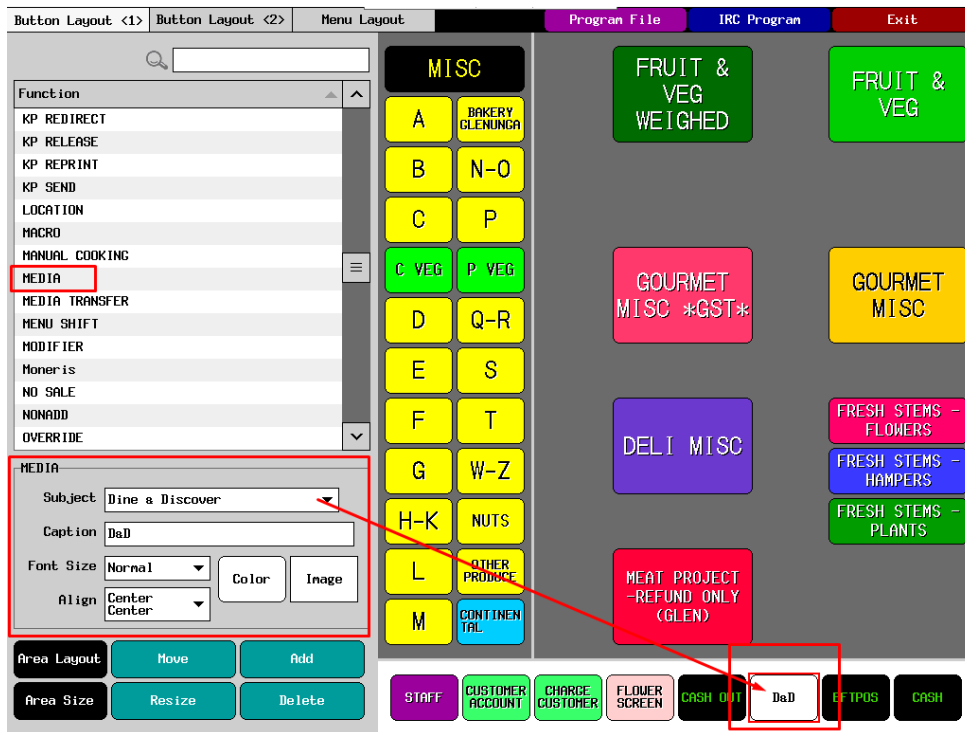 Button Layout <1>
Button Layout <2>
Menu Layout
Program File
IRC Program
Exit
Function
KP REDIRECT
KP RELEASE
KP REPRINT
KP SEND
LOCATION
MACRO
MANUAL COOKING
MEDIA
MEDIA TRANSFER
MENU SHIFT
MODIFIER
Moneris
NO SALE
NONADD
OVERRIDE
MEDIA
Subject Dine & Discover
Caption D&D
Font Size Normal
Color
Image
Align Center
Center
Area Layout
Move
Add
Area Size
Resize
Delete
MISC
A
BAKERY
GLENUNGA
B
N-O
C
P
C VEG
P VEG
D
Q-R
E
S
F
T
G
W-Z
H-K
NUTS
L
OTHER
PRODUCE
M
CONTINEN
TAL
FRUIT &
VEG
WEIGHED
FRUIT &
VEG
GOURMET
MISC *GST*
GOURMET
MISC
DELI MISC
FRESH STEMS -
FLOWERS
FRESH STEMS -
HAMPERS
FRESH STEMS -
PLANTS
MEAT PROJECT
-REFUND ONLY
(GLEN)
STAFF
CUSTOMER
ACCOUNT
CHARGE
CUSTOMER
FLOWER
SCREEN
CASH OUT
D&D
EFTPOS
CASH